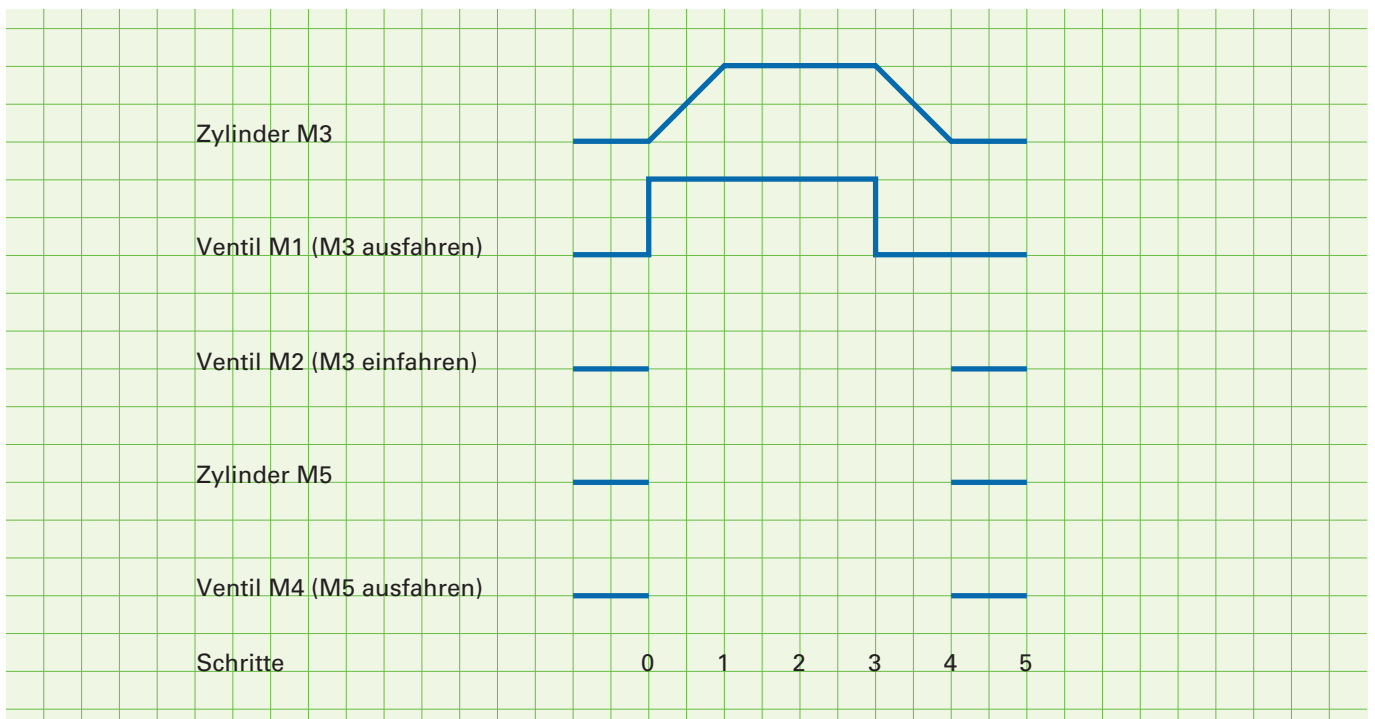 Zylinder M3
Ventil M1 (M3 ausfahren)
Ventil M2 (M3 einfahren)
Zylinder M5
Ventil M4 (M5 ausfahren)
Schritte 0 1 2 3 4 5